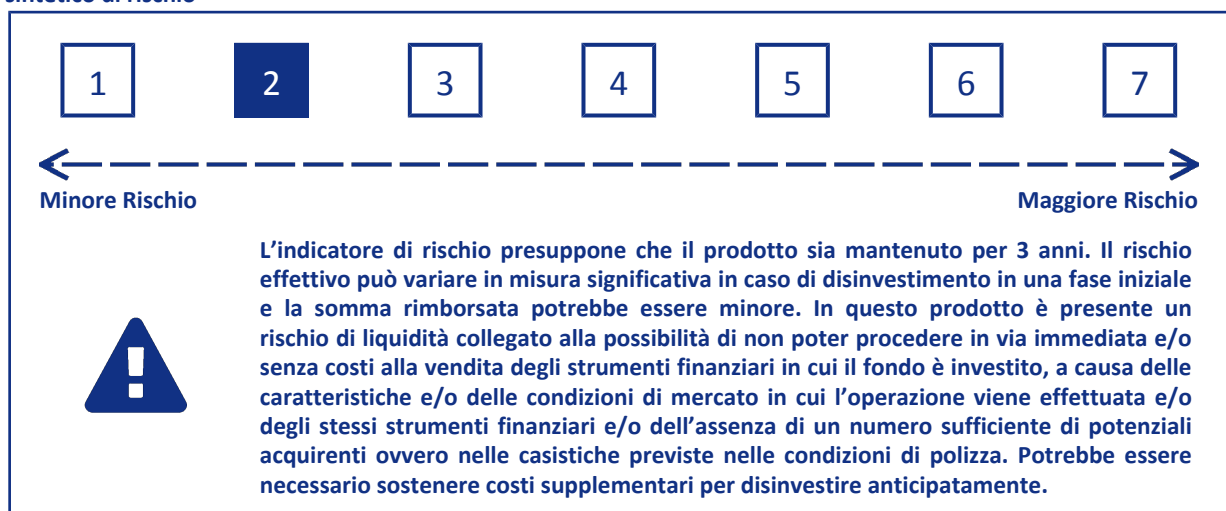 sintetico di rischio
1 2 3 4 5 6 7
Minore Rischio Maggiore Rischio
L’indicatore di rischio presuppone che il prodotto sia mantenuto per 3 anni. Il rischio
effettivo può variare in misura significativa in caso di disinvestimento in una fase iniziale
e la somma rimborsata potrebbe essere minore. In questo prodotto è presente un
rischio di liquidità collegato alla possibilità di non poter procedere in via immediata e/o
senza costi alla vendita degli strumenti finanziari in cui il fondo è investito, a causa delle
caratteristiche e/o delle condizioni di mercato in cui l’operazione viene effettuata e/o
degli stessi strumenti finanziari e/o dell’assenza di un numero sufficiente di potenziali
acquirenti ovvero nelle casistiche previste nelle condizioni di polizza. Potrebbe essere
necessario sostenere costi supplementari per disinvestire anticipatamente.